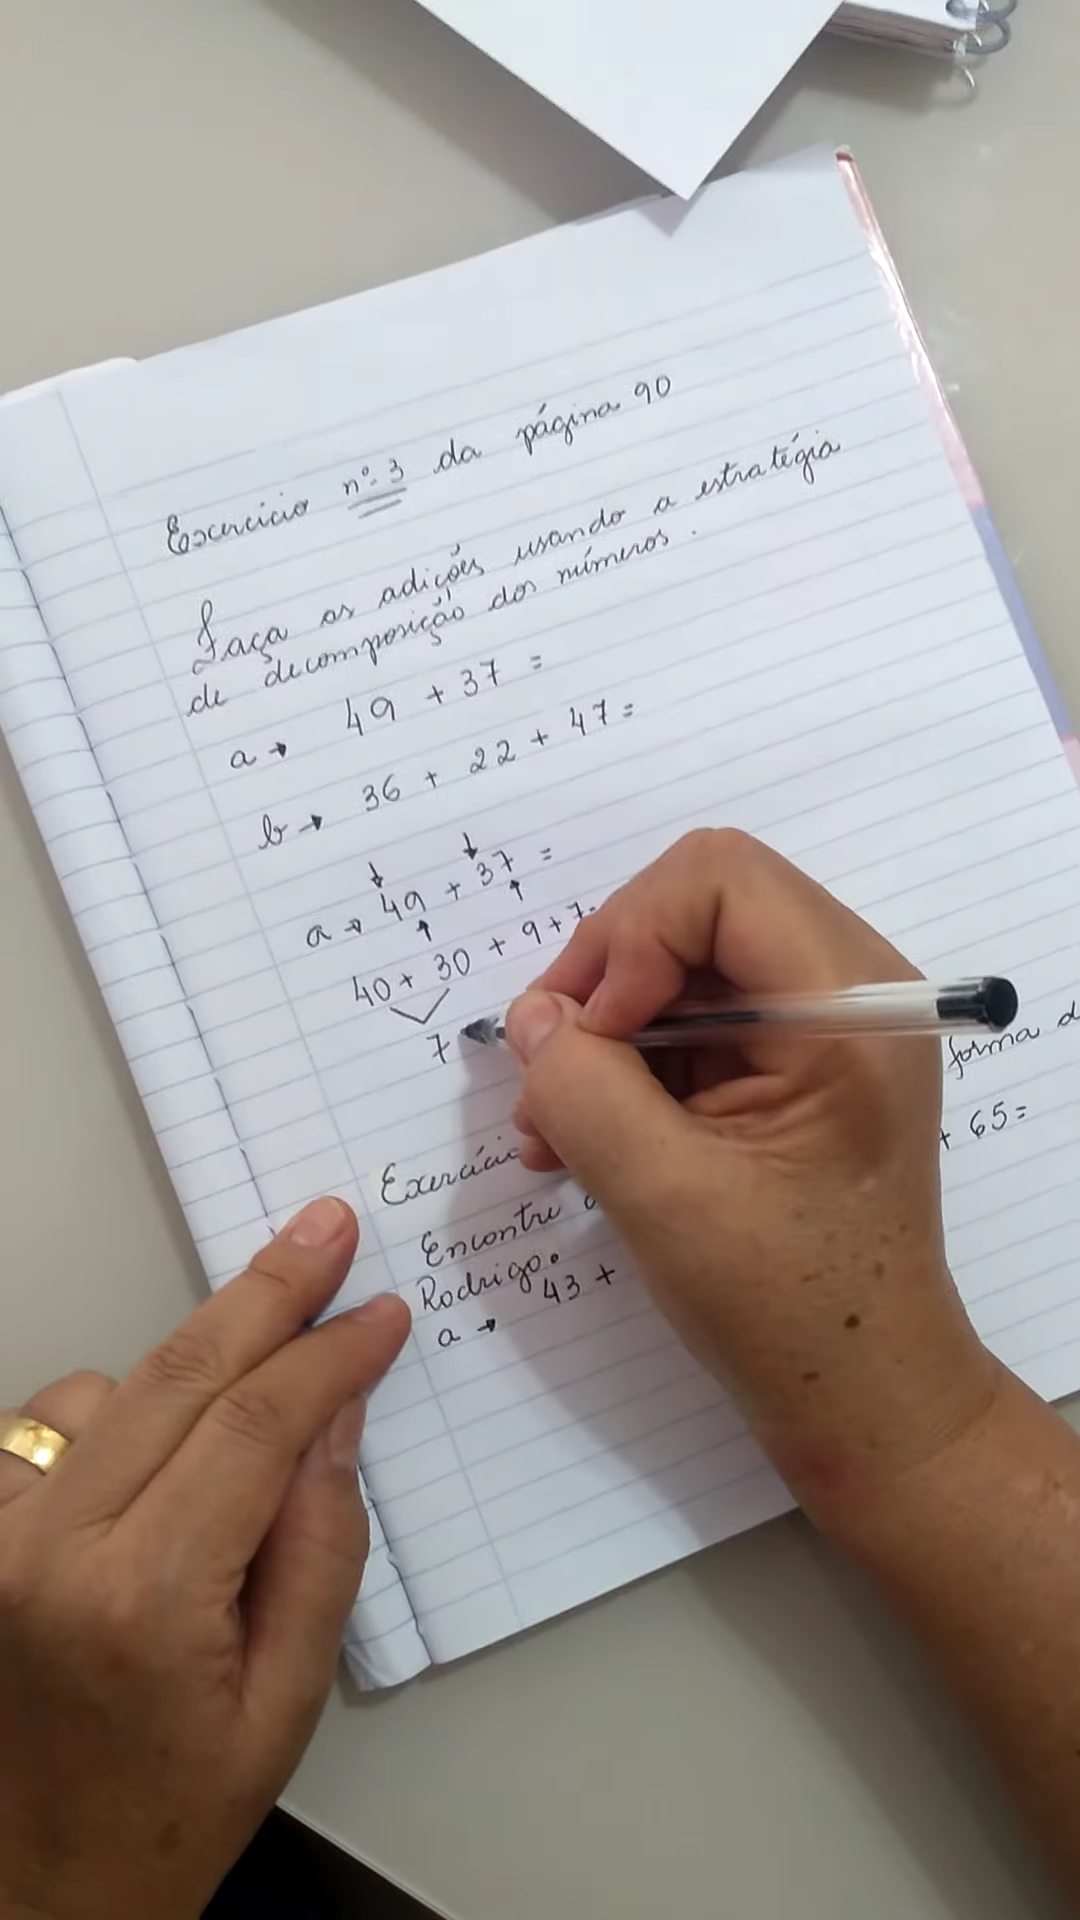 Exercício nº 3 da página 90
Faça as adições usando a estratégia
de decomposição dos números.
a → 49 + 37 =
b → 36 + 22 + 47 =
a → 49 + 37 =
40 + 30 + 9 + 7
7
Exercício
forma
Encontre
+ 65 =
Rodrigo.
a → 43 +